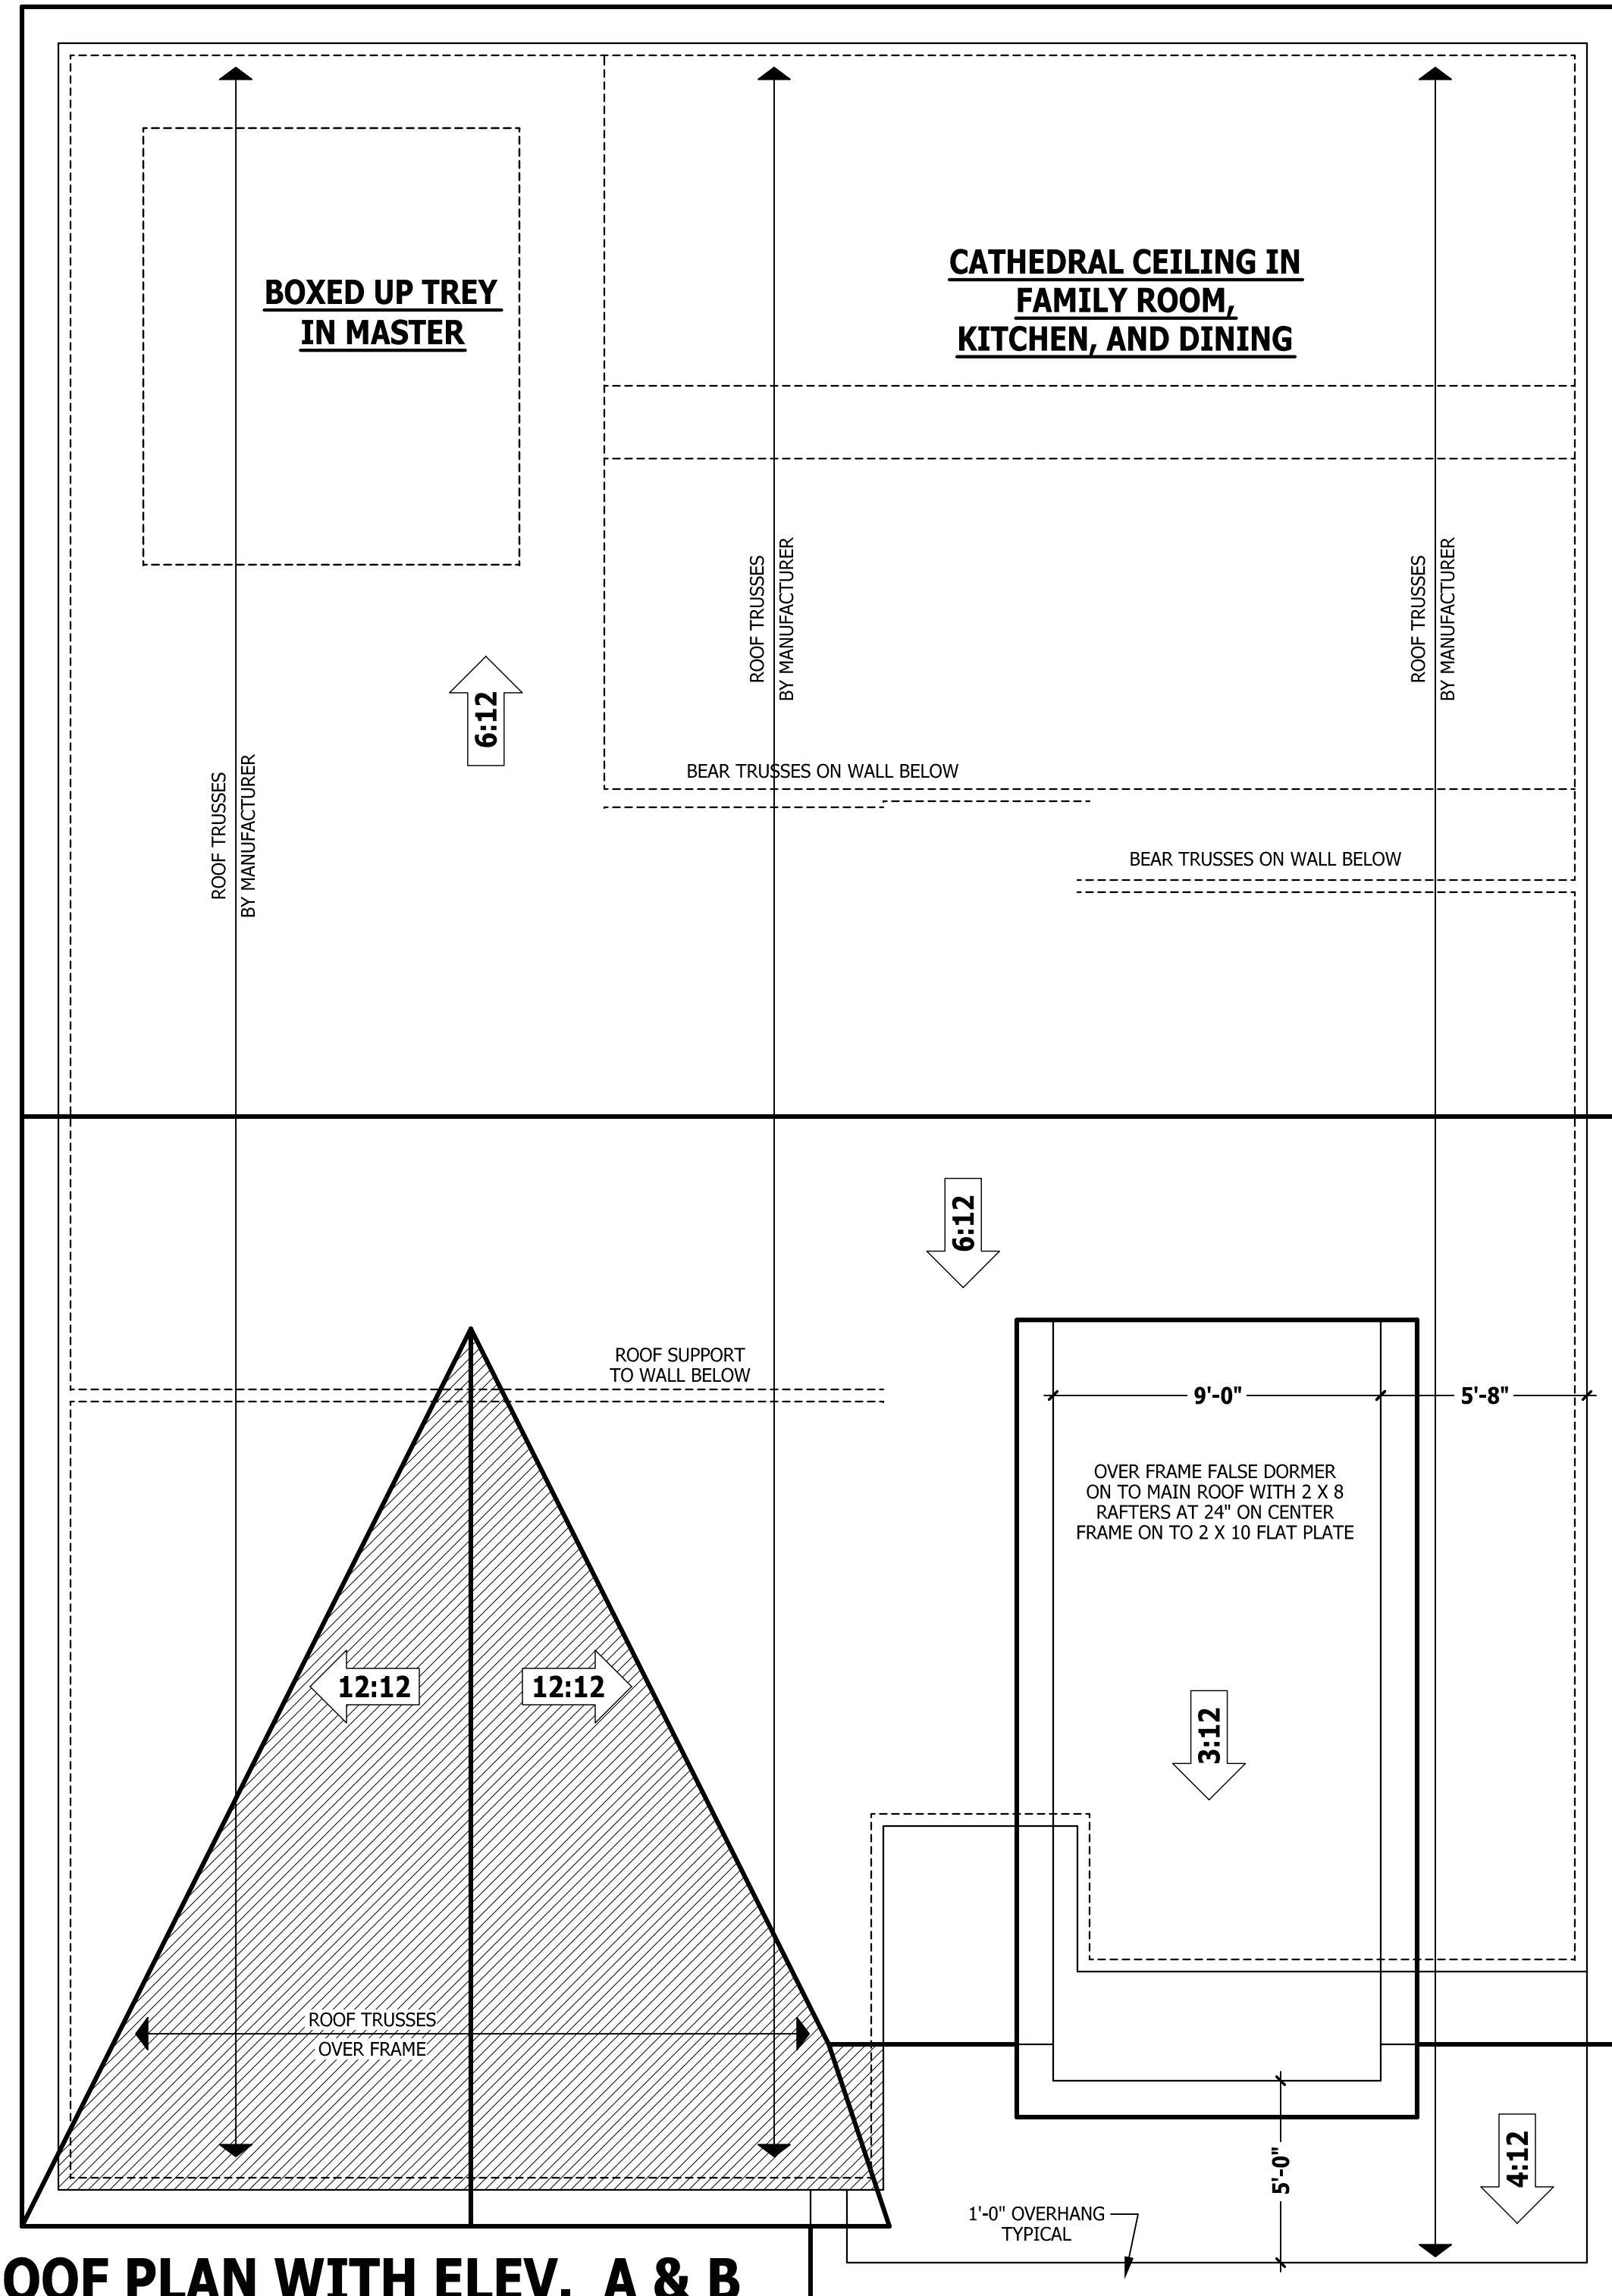 BOXED UP TREY
IN MASTER
CATHEDRAL CEILING IN
FAMILY ROOM,
KITCHEN, AND DINING
ROOF TRUSSES
BY MANUFACTURER
ROOF TRUSSES
BY MANUFACTURER
ROOF TRUSSES
BY MANUFACTURER
6:12
BEAR TRUSSES ON WALL BELOW
BEAR TRUSSES ON WALL BELOW
6:12
ROOF SUPPORT
TO WALL BELOW
9'-0"
5'-8"
OVER FRAME FALSE DORMER
ON TO MAIN ROOF WITH 2 X 8
RAFTERS AT 24" ON CENTER
FRAME ON TO 2 X 10 FLAT PLATE
12:12
12:12
3:12
ROOF TRUSSES
OVER FRAME
4:12
5'-0"
1'-0" OVERHANG
TYPICAL
OOF PLAN WITH ELEV. A & B